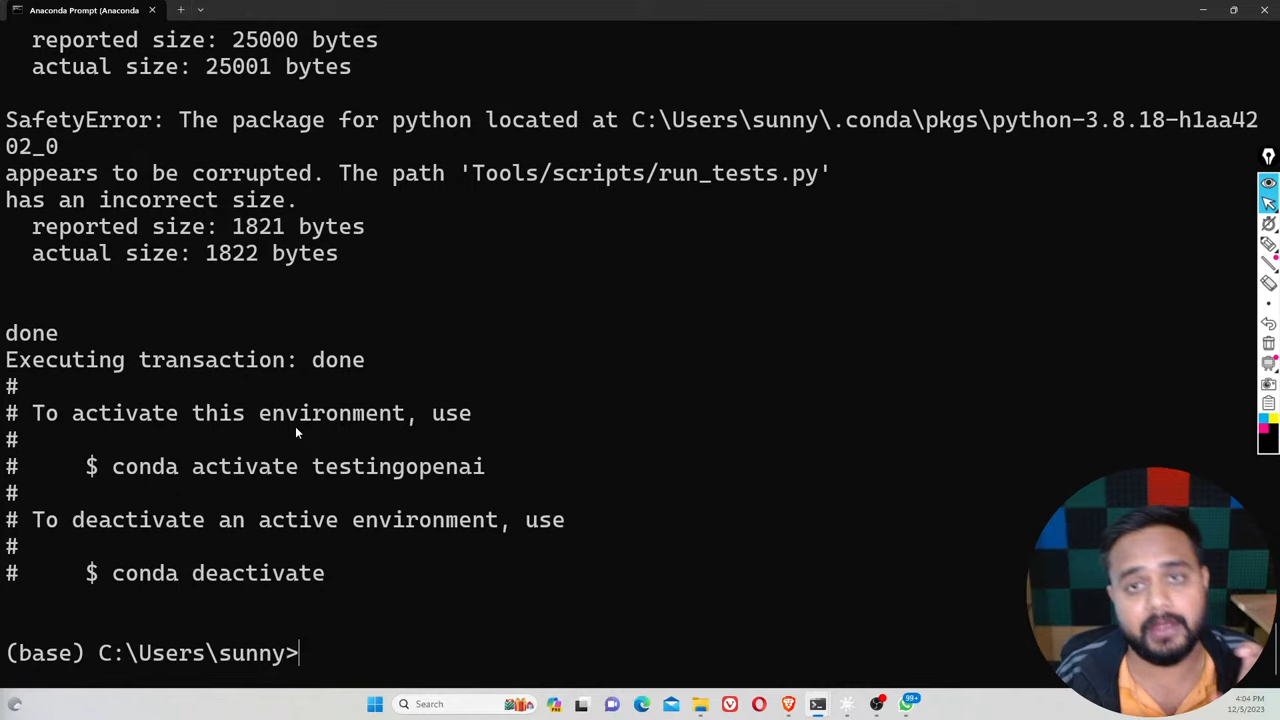 Anaconda Prompt (Anaconda
reported size: 25000 bytes
actual size: 25001 bytes
SafetyError: The package for python located at C:\Users\sunny\.conda\pkgs\python-3.8.18-h1aa42
02_0
appears to be corrupted. The path 'Tools/scripts/run_tests.py'
has an incorrect size.
reported size: 1821 bytes
actual size: 1822 bytes
done
Executing transaction: done
#
# To activate this environment, use
#
#     $ conda activate testingopenai
#
# To deactivate an active environment, use
#
#     $ conda deactivate
(base) C:\Users\sunny>
Search
99+
4:04 PM
12/5/2023